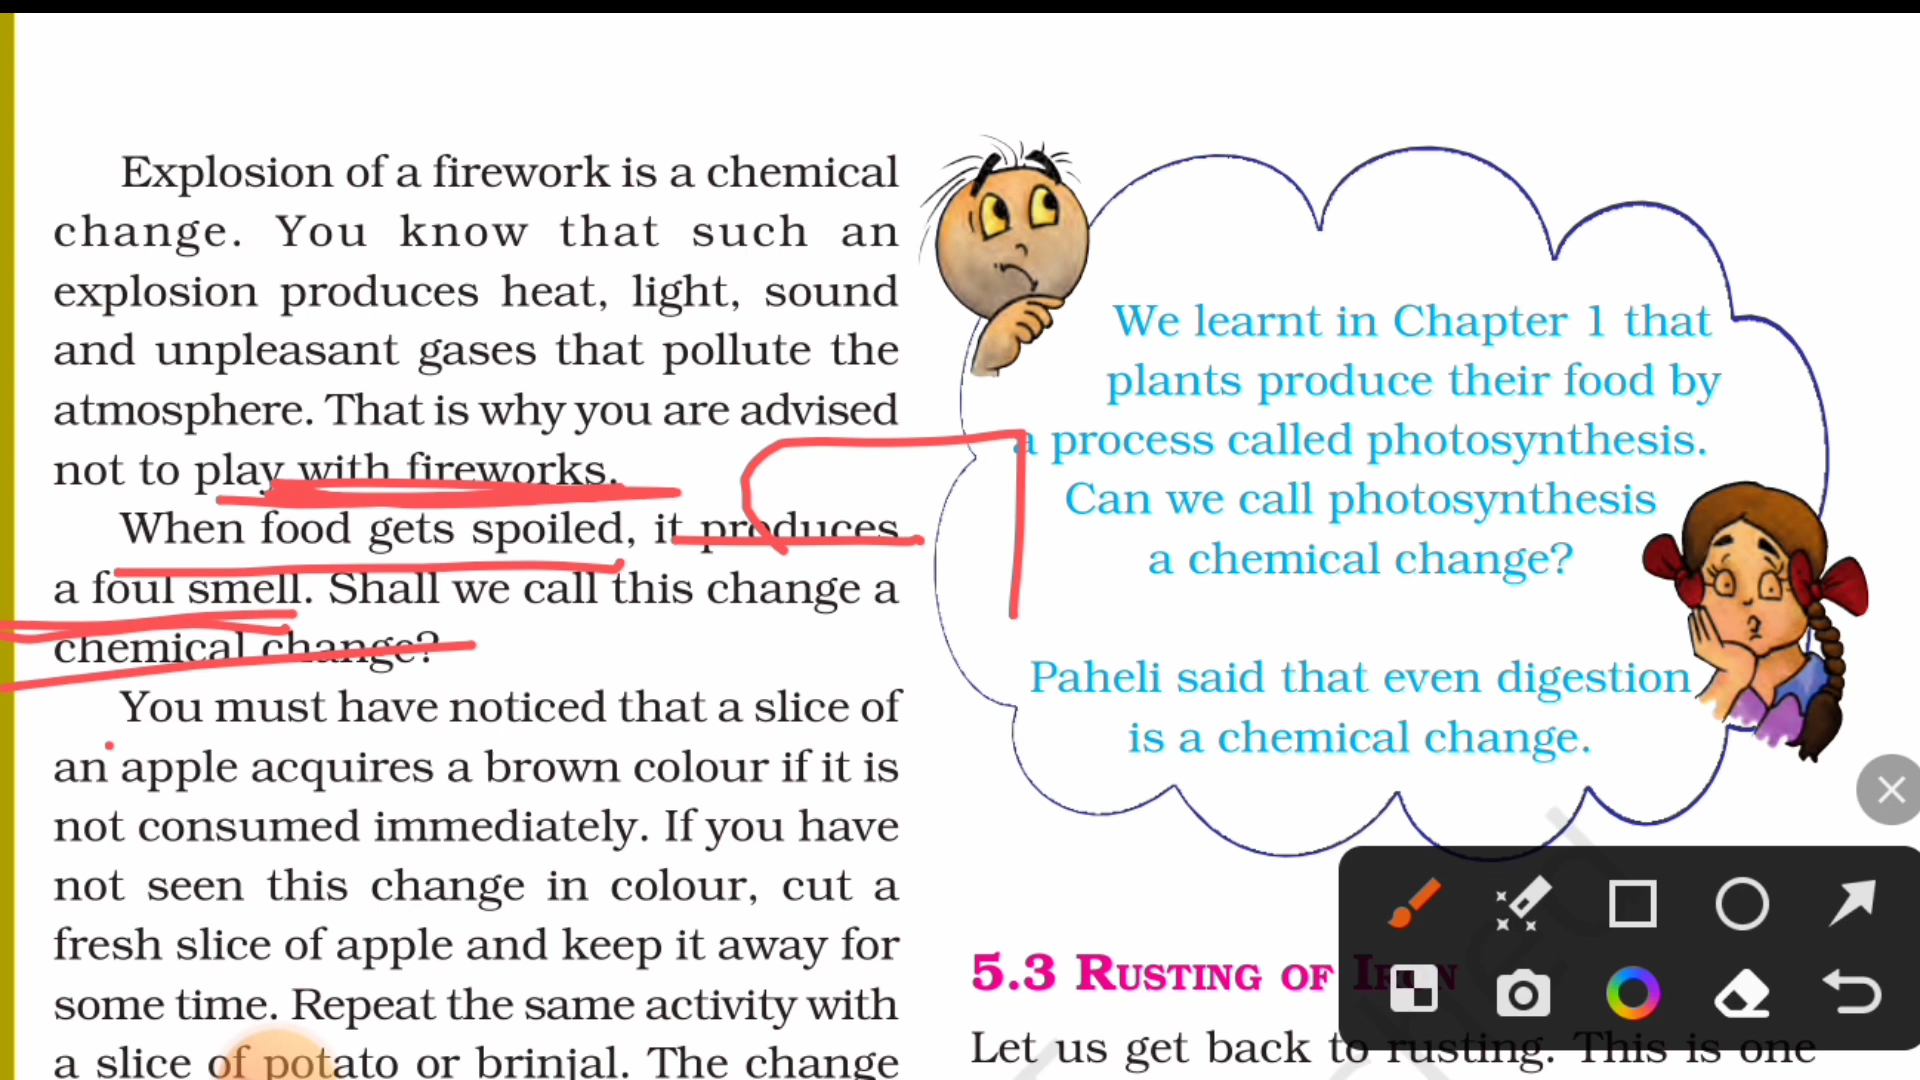 Explosion of a firework is a chemical
change. You know that such an
explosion produces heat, light, sound
and unpleasant gases that pollute the
atmosphere. That is why you are advised
not to play with fireworks.
When food gets spoiled, it produces
a foul smell. Shall we call this change a
chemical change?
You must have noticed that a slice of
an apple acquires a brown colour if it is
not consumed immediately. If you have
not seen this change in colour, cut a
fresh slice of apple and keep it away for
some time. Repeat the same activity with
a slice of potato or brinjal. The change
We learnt in Chapter 1 that
plants produce their food by
a process called photosynthesis.
Can we call photosynthesis
a chemical change?
Paheli said that even digestion
is a chemical change.
5.3 RUSTING OF IRON
Let us get back to rusting. This is one